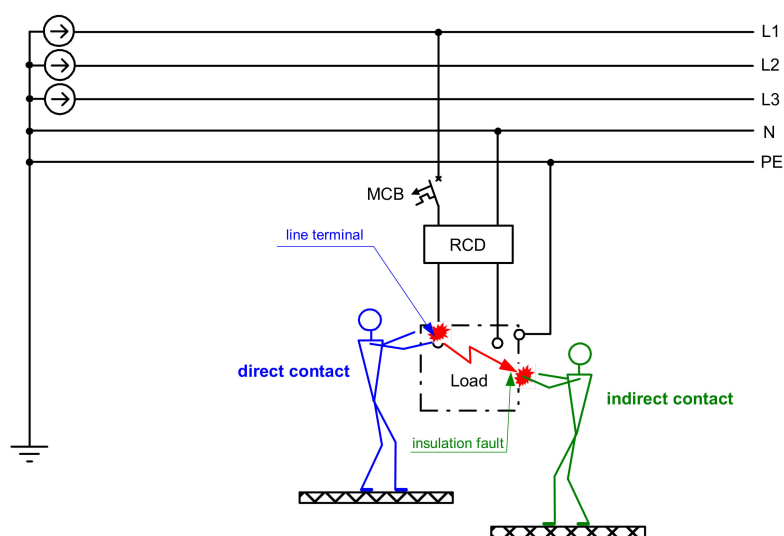 L1
L2
L3
N
PE
MCB
RCD
line terminal
direct contact
Load
indirect contact
insulation fault